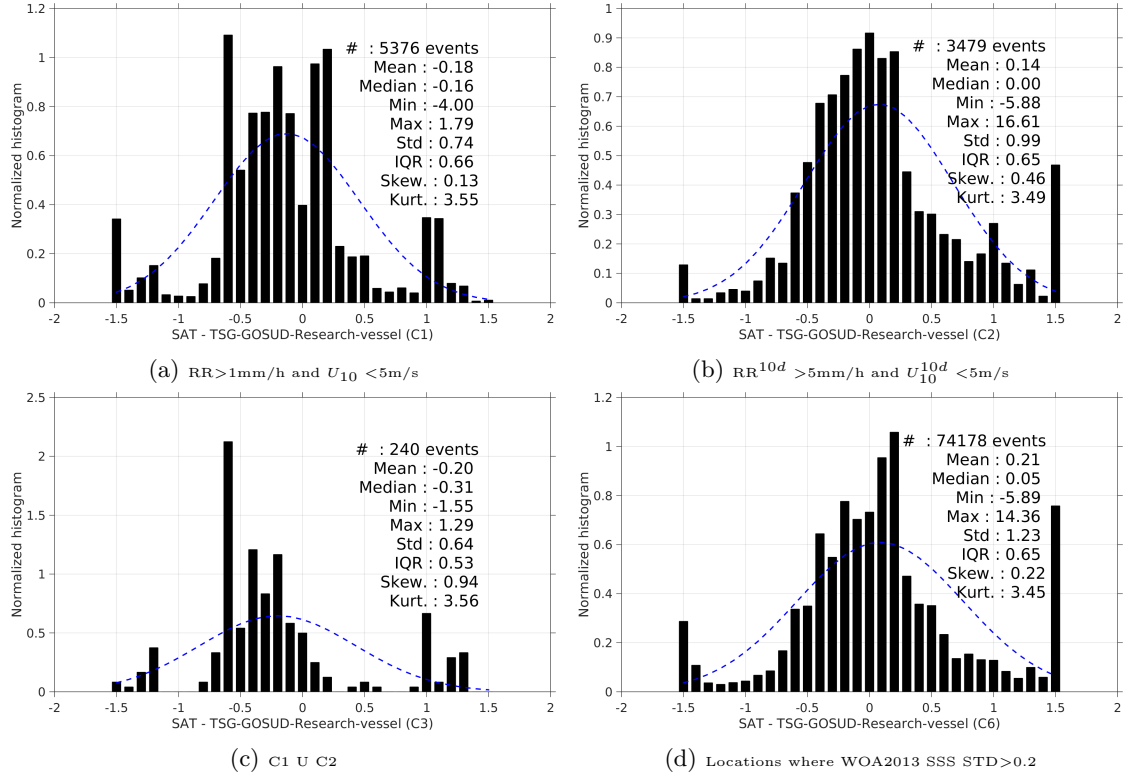 1.2
1
0.8
0.6
0.4
0.2
0
Normalized histogram
# : 5376 events
Mean : -0.18
Median : -0.16
Min : -4.00
Max : 1.79
Std : 0.74
IQR : 0.66
Skew. : 0.13
Kurt. : 3.55
-2 -1.5 -1 -0.5 0 0.5 1 1.5 2
SAT - TSG-GOSUD-Research-vessel (C1)
(a) RR>1mm/h and U10 <5m/s
1
0.9
0.8
0.7
0.6
0.5
0.4
0.3
0.2
0.1
0
Normalized histogram
# : 3479 events
Mean : 0.14
Median : 0.00
Min : -5.88
Max : 16.61
Std : 0.99
IQR : 0.65
Skew. : 0.46
Kurt. : 3.49
-2 -1.5 -1 -0.5 0 0.5 1 1.5 2
SAT - TSG-GOSUD-Research-vessel (C2)
(b) RR10d >5mm/h and U10d10 <5m/s
2.5
2
1.5
1
0.5
0
Normalized histogram
# : 240 events
Mean : -0.20
Median : -0.31
Min : -1.55
Max : 1.29
Std : 0.64
IQR : 0.53
Skew. : 0.94
Kurt. : 3.56
-2 -1.5 -1 -0.5 0 0.5 1 1.5 2
SAT - TSG-GOSUD-Research-vessel (C3)
(c) C1 U C2
1.2
1
0.8
0.6
0.4
0.2
0
Normalized histogram
# : 74178 events
Mean : 0.21
Median : 0.05
Min : -5.89
Max : 14.36
Std : 1.23
IQR : 0.65
Skew. : 0.22
Kurt. : 3.45
-2 -1.5 -1 -0.5 0 0.5 1 1.5 2
SAT - TSG-GOSUD-Research-vessel (C6)
(d) Locations where WOA2013 SSS STD>0.2